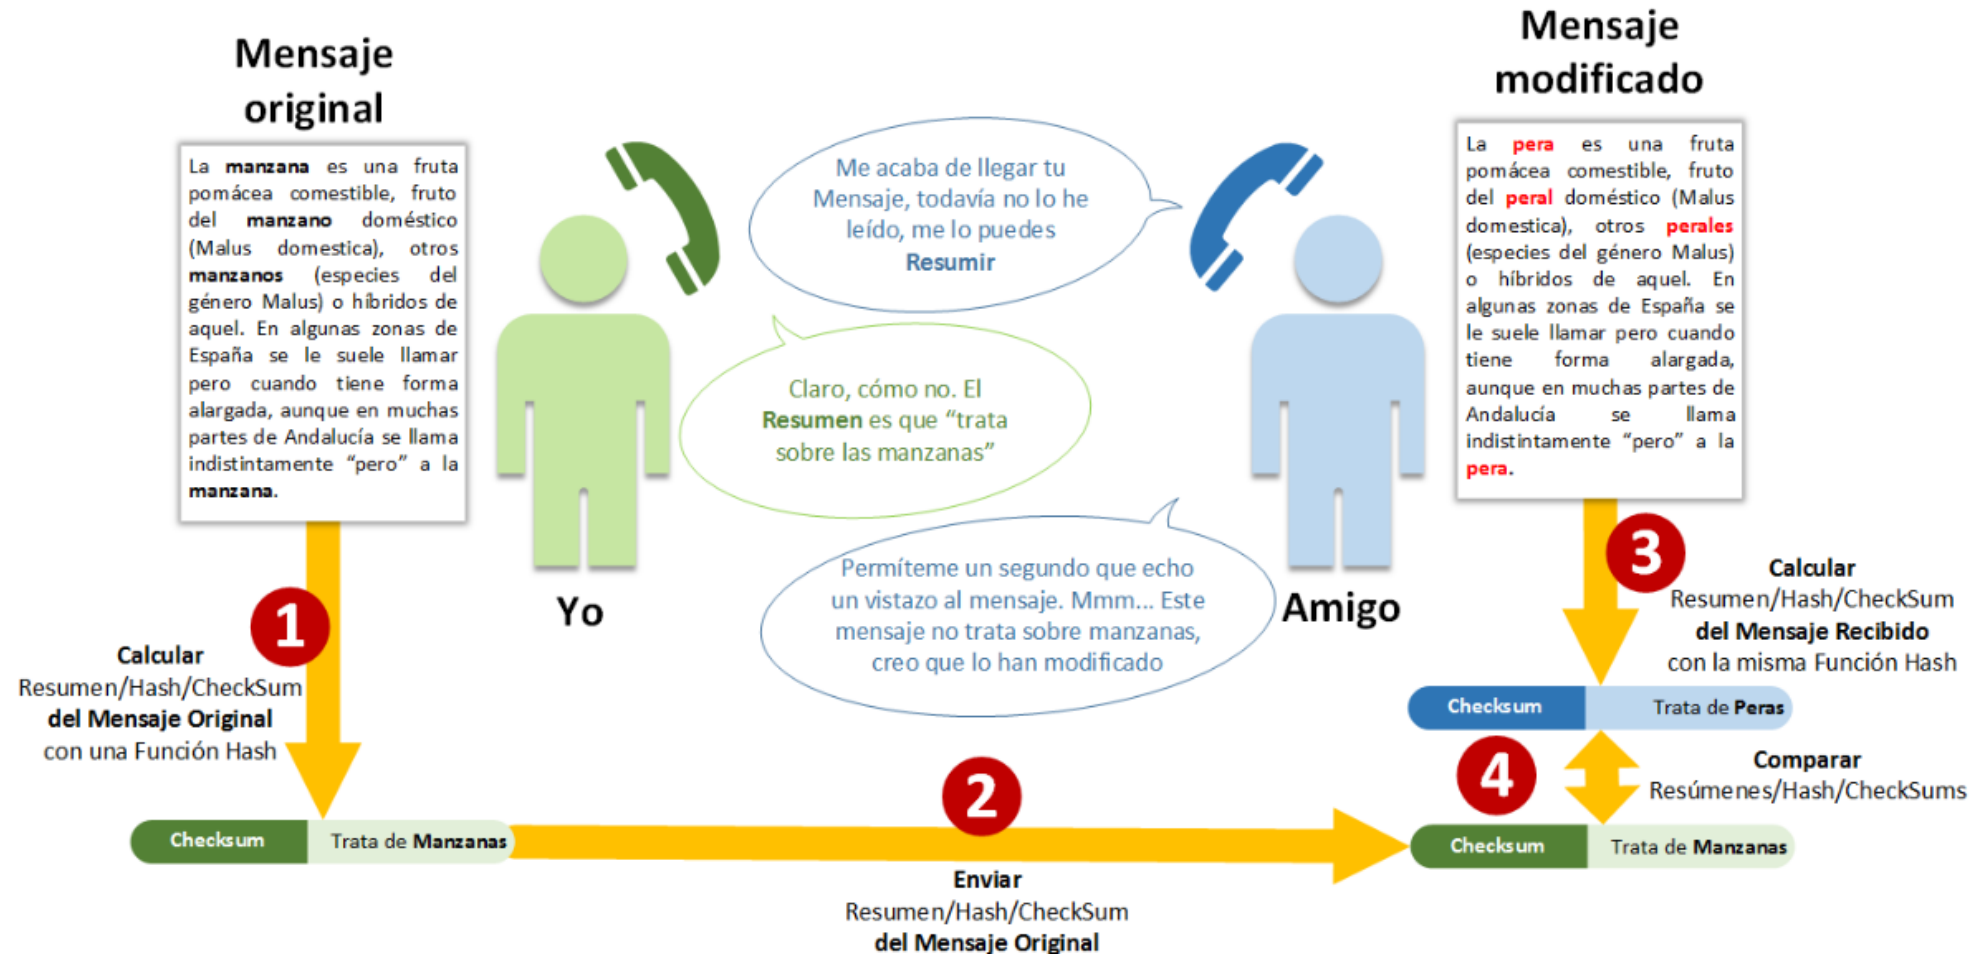 Mensaje
original
La manzana es una fruta
pomácea comestible, fruto
del manzano doméstico
(Malus domestica), otros
manzanos (especies del
género Malus) o híbridos de
aquel. En algunas zonas de
España se le suele llamar
pero cuando tiene forma
alargada, aunque en muchas
partes de Andalucía se llama
indistintamente “pero” a la
manzana.
Me acaba de llegar tu
Mensaje, todavía no lo he
leído, me lo puedes
Resumir
Claro, cómo no. El
Resumen es que “trata
sobre las manzanas”
Permíteme un segundo que echo
un vistazo al mensaje. Mmm... Este
mensaje no trata sobre manzanas,
creo que lo han modificado
Yo
Amigo
Mensaje
modificado
La pera es una fruta
pomácea comestible, fruto
del peral doméstico (Malus
domestica), otros perales
(especies del género Malus)
o híbridos de aquel. En
algunas zonas de España se
le suele llamar pero cuando
tiene forma alargada,
aunque en muchas partes de
Andalucía se llama
indistintamente “pero” a la
pera.
1
Calcular
Resumen/Hash/CheckSum
del Mensaje Original
con una Función Hash
Checksum Trata de Manzanas
2
Enviar
Resumen/Hash/CheckSum
del Mensaje Original
3
Calcular
Resumen/Hash/CheckSum
del Mensaje Recibido
con la misma Función Hash
Checksum Trata de Peras
4
Comparar
Resúmenes/Hash/CheckSums
Checksum Trata de Manzanas